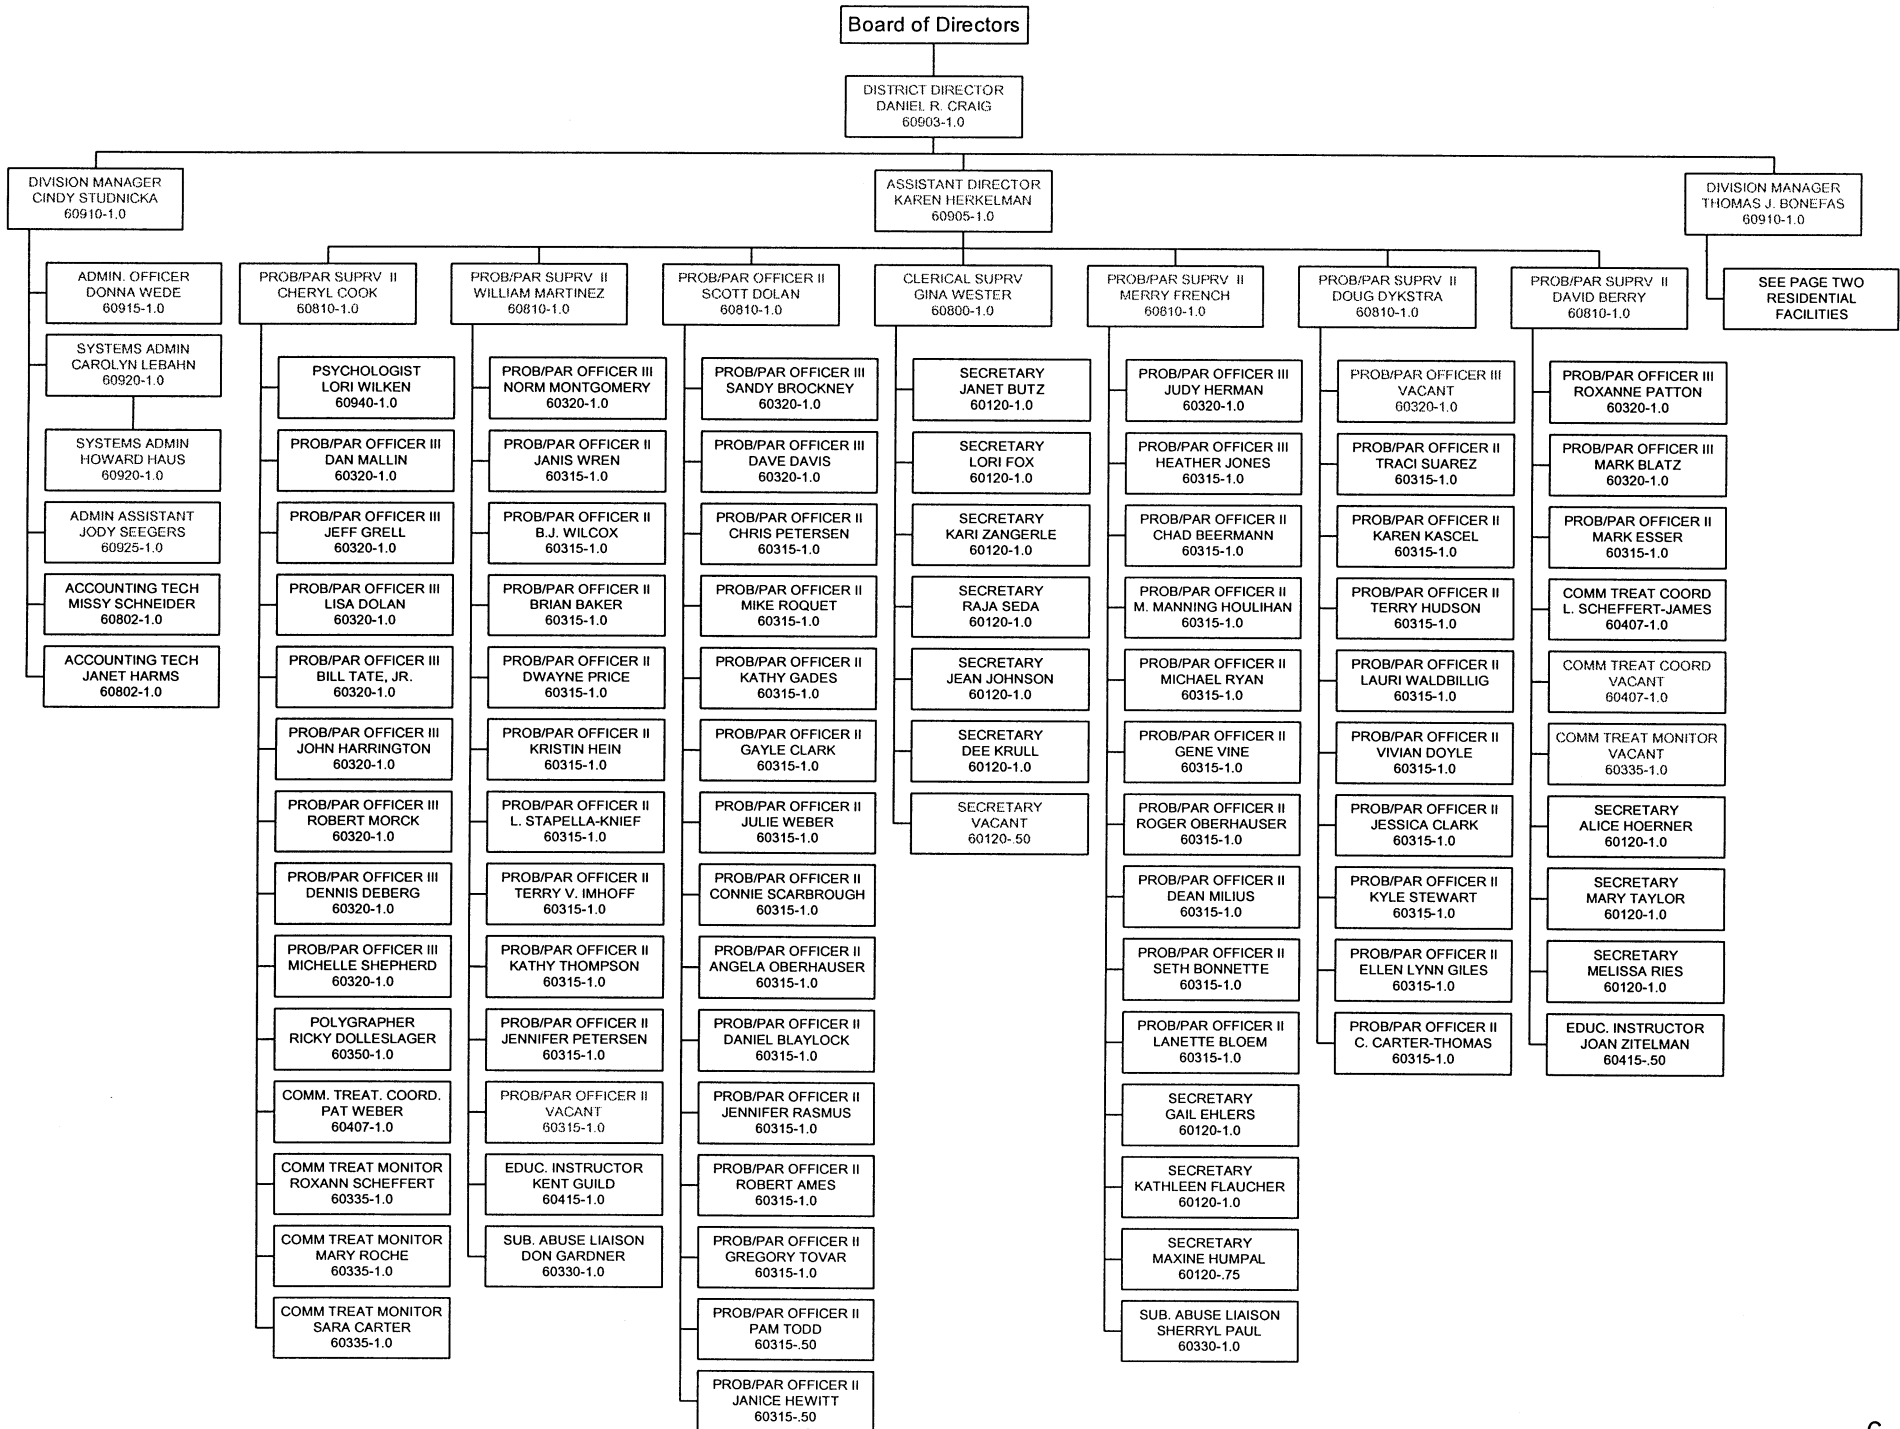 Board of Directors
DISTRICT DIRECTOR
DANIEL R. CRAIG
60903-1.0
DIVISION MANAGER
CINDY STUDNICKA
60910-1.0
ASSISTANT DIRECTOR
KAREN HERKELMAN
60905-1.0
DIVISION MANAGER
THOMAS J. BONEFAS
60910-1.0
ADMIN. OFFICER
DONNA WEDE
60915-1.0
SYSTEMS ADMIN
CAROLYN LEBAHN
60920-1.0
SYSTEMS ADMIN
HOWARD HAUS
60920-1.0
ADMIN ASSISTANT
JODY SEEGERS
60925-1.0
ACCOUNTING TECH
MISSY SCHNEIDER
60802-1.0
ACCOUNTING TECH
JANET HARMS
60802-1.0
PROB/PAR SUPRV II
CHERYL COOK
60810-1.0
PSYCHOLOGIST
LORI WILKEN
60940-1.0
PROB/PAR OFFICER III
DAN MALLIN
60320-1.0
PROB/PAR OFFICER III
JEFF GRELL
60320-1.0
PROB/PAR OFFICER III
LISA DOLAN
60320-1.0
PROB/PAR OFFICER III
BILL TATE, JR.
60320-1.0
PROB/PAR OFFICER III
JOHN HARRINGTON
60320-1.0
PROB/PAR OFFICER III
ROBERT MORCK
60320-1.0
PROB/PAR OFFICER III
DENNIS DEBERG
60320-1.0
PROB/PAR OFFICER III
MICHELLE SHEPHERD
60320-1.0
POLYGRAPHER
RICKY DOLLESLAGER
60350-1.0
COMM. TREAT. COORD.
PAT WEBER
60407-1.0
COMM TREAT MONITOR
ROXANN SCHEFFERT
60335-1.0
COMM TREAT MONITOR
MARY ROCHE
60335-1.0
COMM TREAT MONITOR
SARA CARTER
60335-1.0
PROB/PAR SUPRV II
WILLIAM MARTINEZ
60810-1.0
PROB/PAR OFFICER III
NORM MONTGOMERY
60320-1.0
PROB/PAR OFFICER II
JANIS WREN
60315-1.0
PROB/PAR OFFICER II
B.J. WILCOX
60315-1.0
PROB/PAR OFFICER II
BRIAN BAKER
60315-1.0
PROB/PAR OFFICER II
DWAYNE PRICE
60315-1.0
PROB/PAR OFFICER II
KRISTIN HEIN
60315-1.0
PROB/PAR OFFICER II
L. STAPELLA-KNIEF
60315-1.0
PROB/PAR OFFICER II
TERRY V. IMHOFF
60315-1.0
PROB/PAR OFFICER II
KATHY THOMPSON
60315-1.0
PROB/PAR OFFICER II
JENNIFER PETERSEN
60315-1.0
PROB/PAR OFFICER II
VACANT
60315-1.0
EDUC. INSTRUCTOR
KENT GUILD
60415-1.0
SUB. ABUSE LIAISON
DON GARDNER
60330-1.0
PROB/PAR OFFICER II
SCOTT DOLAN
60810-1.0
PROB/PAR OFFICER III
SANDY BROCKNEY
60320-1.0
PROB/PAR OFFICER III
DAVE DAVIS
60320-1.0
PROB/PAR OFFICER II
CHRIS PETERSEN
60315-1.0
PROB/PAR OFFICER II
MIKE ROQUET
60315-1.0
PROB/PAR OFFICER II
KATHY GADES
60315-1.0
PROB/PAR OFFICER II
GAYLE CLARK
60315-1.0
PROB/PAR OFFICER II
JULIE WEBER
60315-1.0
PROB/PAR OFFICER II
CONNIE SCARBROUGH
60315-1.0
PROB/PAR OFFICER II
ANGELA OBERHAUSER
60315-1.0
PROB/PAR OFFICER II
DANIEL BLAYLOCK
60315-1.0
PROB/PAR OFFICER II
JENNIFER RASMUS
60315-1.0
PROB/PAR OFFICER II
ROBERT AMES
60315-1.0
PROB/PAR OFFICER II
GREGORY TOVAR
60315-1.0
PROB/PAR OFFICER II
PAM TODD
60315-.50
PROB/PAR OFFICER II
JANICE HEWITT
60315-.50
CLERICAL SUPRV
GINA WESTER
60800-1.0
SECRETARY
JANET BUTZ
60120-1.0
SECRETARY
LORI FOX
60120-1.0
SECRETARY
KARI ZANGERLE
60120-1.0
SECRETARY
RAJA SEDA
60120-1.0
SECRETARY
JEAN JOHNSON
60120-1.0
SECRETARY
DEE KRULL
60120-1.0
SECRETARY
VACANT
60120-.50
PROB/PAR SUPRV II
MERRY FRENCH
60810-1.0
PROB/PAR OFFICER III
JUDY HERMAN
60320-1.0
PROB/PAR OFFICER III
HEATHER JONES
60315-1.0
PROB/PAR OFFICER II
CHAD BEERMANN
60315-1.0
PROB/PAR OFFICER II
M. MANNING HOULIHAN
60315-1.0
PROB/PAR OFFICER II
MICHAEL RYAN
60315-1.0
PROB/PAR OFFICER II
GENE VINE
60315-1.0
PROB/PAR OFFICER II
ROGER OBERHAUSER
60315-1.0
PROB/PAR OFFICER II
DEAN MILIUS
60315-1.0
PROB/PAR OFFICER II
SETH BONNETTE
60315-1.0
PROB/PAR OFFICER II
LANETTE BLOEM
60315-1.0
SECRETARY
GAIL EHLERS
60120-1.0
SECRETARY
KATHLEEN FLAUCHER
60120-1.0
SECRETARY
MAXINE HUMPAL
60120-.75
SUB. ABUSE LIAISON
SHERRYL PAUL
60330-1.0
PROB/PAR SUPRV II
DOUG DYKSTRA
60810-1.0
PROB/PAR OFFICER III
VACANT
60320-1.0
PROB/PAR OFFICER II
TRACI SUAREZ
60315-1.0
PROB/PAR OFFICER II
KAREN KASCEL
60315-1.0
PROB/PAR OFFICER II
TERRY HUDSON
60315-1.0
PROB/PAR OFFICER II
LAURI WALDBILLIG
60315-1.0
PROB/PAR OFFICER II
VIVIAN DOYLE
60315-1.0
PROB/PAR OFFICER II
JESSICA CLARK
60315-1.0
PROB/PAR OFFICER II
KYLE STEWART
60315-1.0
PROB/PAR OFFICER II
ELLEN LYNN GILES
60315-1.0
PROB/PAR OFFICER II
C. CARTER-THOMAS
60315-1.0
PROB/PAR SUPRV II
DAVID BERRY
60810-1.0
PROB/PAR OFFICER III
ROXANNE PATTON
60320-1.0
PROB/PAR OFFICER III
MARK BLATZ
60320-1.0
PROB/PAR OFFICER II
MARK ESSER
60315-1.0
COMM TREAT COORD
L. SCHEFFERT-JAMES
60407-1.0
COMM TREAT COORD
VACANT
60407-1.0
COMM TREAT MONITOR
VACANT
60335-1.0
SECRETARY
ALICE HOERNER
60120-1.0
SECRETARY
MARY TAYLOR
60120-1.0
SECRETARY
MELISSA RIES
60120-1.0
EDUC. INSTRUCTOR
JOAN ZITELMAN
60415-.50
SEE PAGE TWO
RESIDENTIAL
FACILITIES